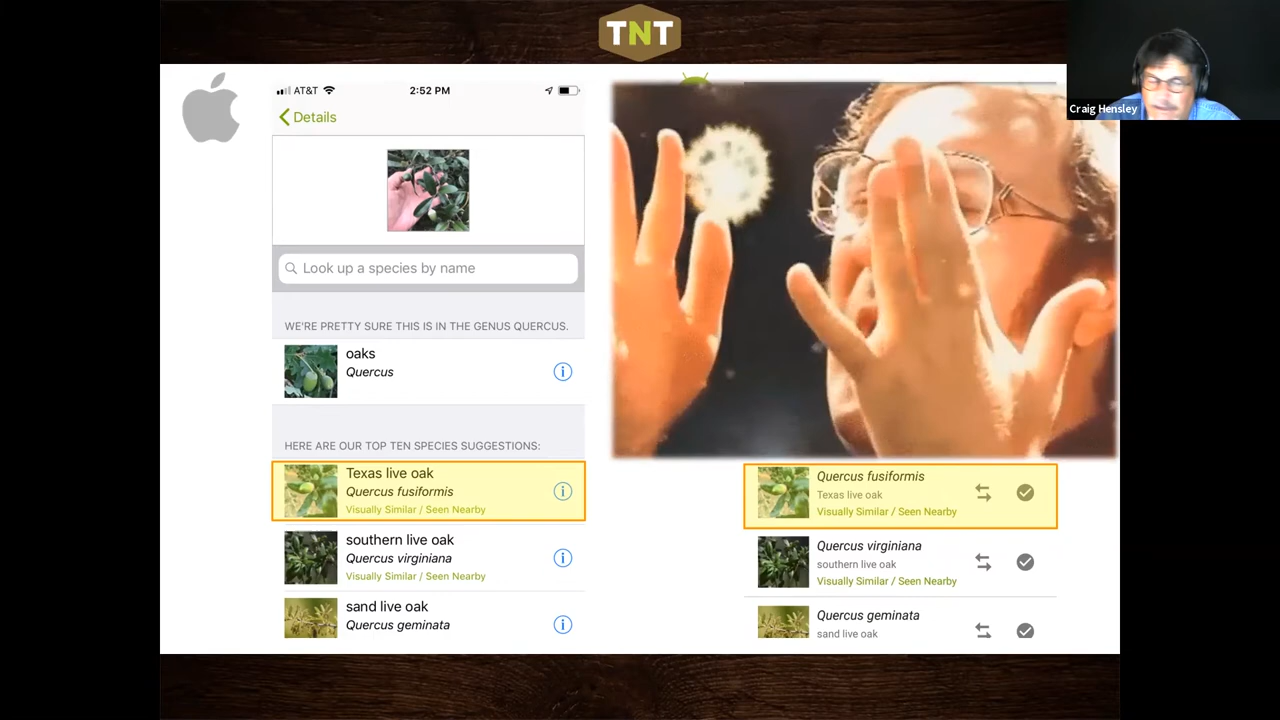 TNT
Craig Hensley
AT&T
2:52 PM
Details
Look up a species by name
WE'RE PRETTY SURE THIS IS IN THE GENUS QUERCUS.
oaks
Quercus
HERE ARE OUR TOP TEN SPECIES SUGGESTIONS:
Texas live oak
Quercus fusiformis
Visually Similar / Seen Nearby
southern live oak
Quercus virginiana
Visually Similar / Seen Nearby
sand live oak
Quercus geminata
Quercus fusiformis
Texas live oak
Visually Similar / Seen Nearby
Quercus virginiana
southern live oak
Visually Similar / Seen Nearby
Quercus geminata
sand live oak